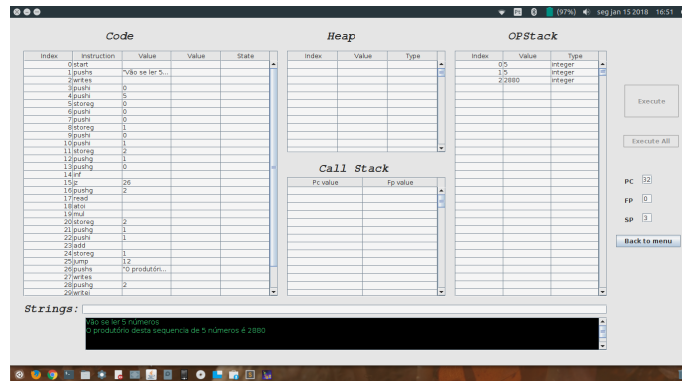 (97%) seg jan 15 2018 16:51
Code
Index Instruction Value Value State
0 start
1 pushs "Vão se ler 5...
2 writes
3 pushi 0
4 pushi 5
5 storeg 0
6 pushi 0
7 pushi 0
8 storeg 1
9 pushi 0
10 pushi 1
11 storeg 2
12 pushg 1
13 pushg 0
14 inf
15 jz 26
16 pushg 2
17 read
18 atoi
19 mul
20 storeg 2
21 pushg 1
22 pushi 1
23 add
24 storeg 1
25 jump 12
26 pushs "O produtóri...
27 writes
28 pushg 2
29 writei
Heap
Index Value Type
Call Stack
Pc value Fp value
OPStack
Index Value Type
0 5 integer
1 5 integer
2 2880 integer
Execute
Execute All
PC 32
FP 0
SP 3
Back to menu
Strings:
Vão se ler 5 números
O produtório desta sequencia de 5 números é 2880